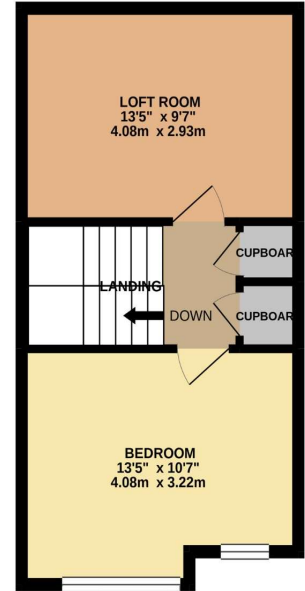 LOFT ROOM
13'5" x 9'7"
4.08m x 2.93m
CUPBOAR
LANDING
DOWN
CUPBOAR
BEDROOM
13'5" x 10'7"
4.08m x 3.22m